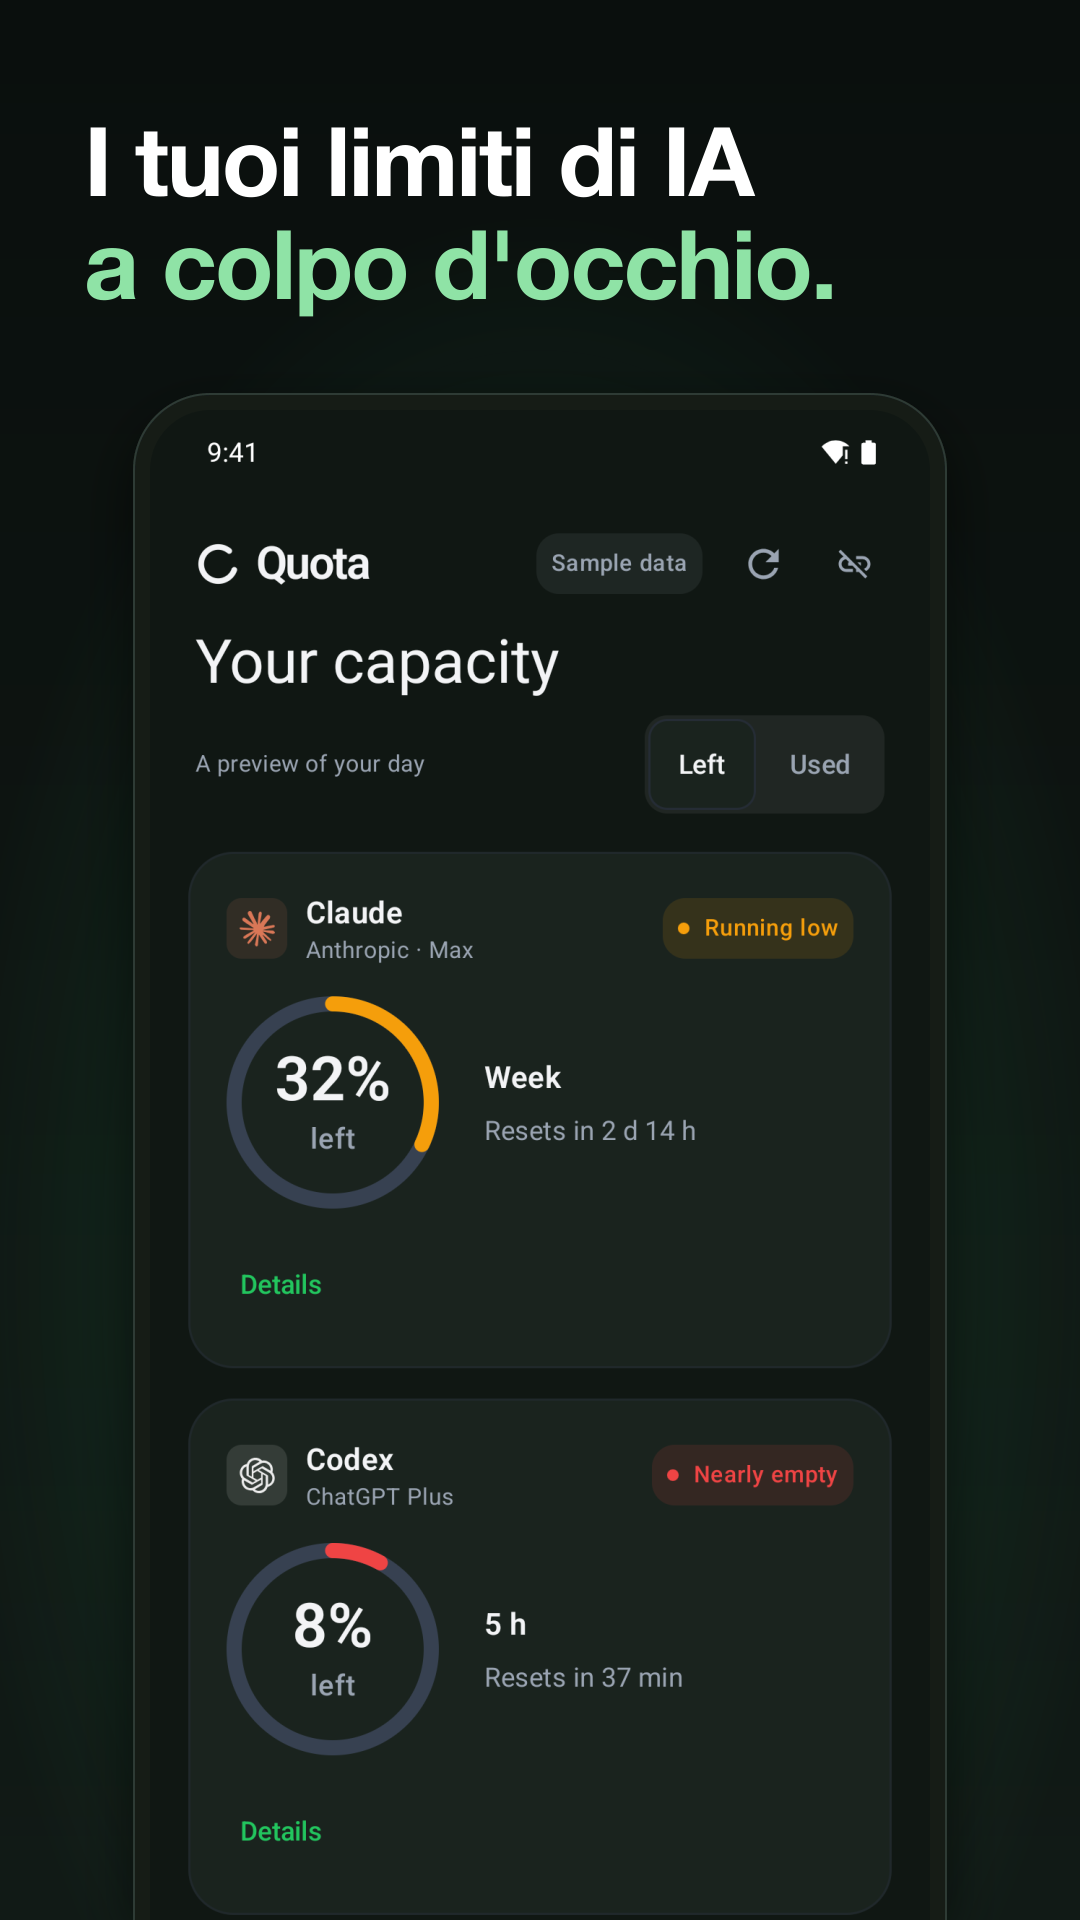 I tuoi limiti di IA
a colpo d'occhio.
9:41
Quota
Sample data
Your capacity
A preview of your day
Left
Used
Claude
Anthropic · Max
Running low
32%
left
Week
Resets in 2 d 14 h
Details
Codex
ChatGPT Plus
Nearly empty
8%
left
5 h
Resets in 37 min
Details